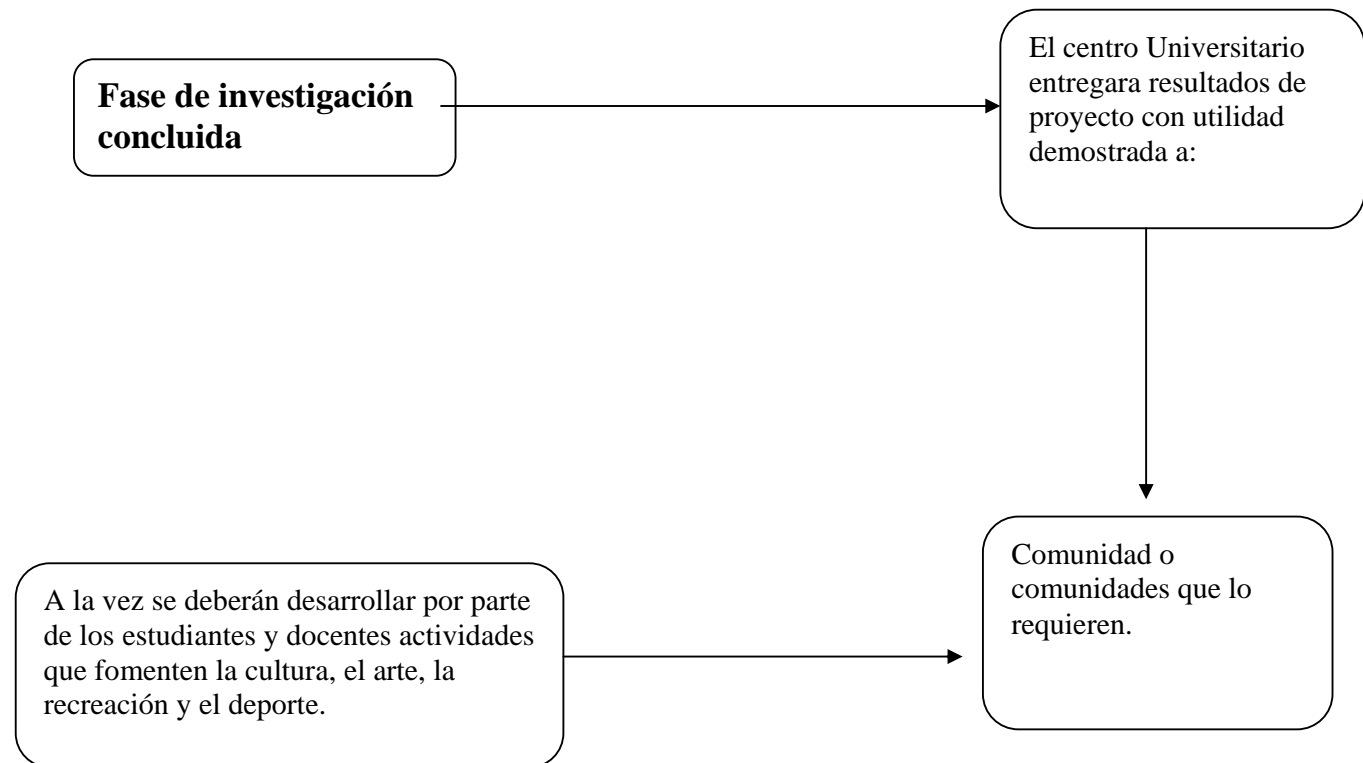 Fase de investigación
concluida
El centro Universitario
entregara resultados de
proyecto con utilidad
demostrada a:
Comunidad o
comunidades que lo
requieren.
A la vez se deberán desarrollar por parte
de los estudiantes y docentes actividades
que fomenten la cultura, el arte, la
recreación y el deporte.